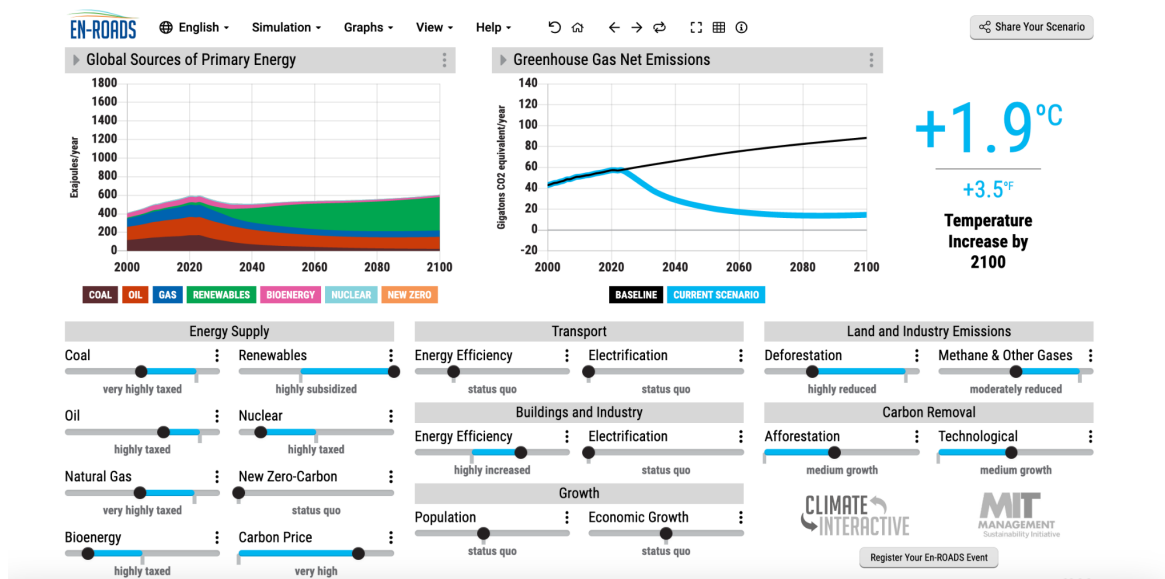 EN-ROADS
English
Simulation
Graphs
View
Help
Share Your Scenario
Global Sources of Primary Energy
Greenhouse Gas Net Emissions
Exajoules/year
1800
1600
1400
1200
1000
800
600
400
200
0
2000 2020 2040 2060 2080 2100
COAL OIL GAS RENEWABLES BIOENERGY NUCLEAR NEW ZERO
Gigatons CO2 equivalent/year
140
120
100
80
60
40
20
0
-20
2000 2020 2040 2060 2080 2100
BASELINE CURRENT SCENARIO
+1.9°C
+3.5°F
Temperature
Increase by
2100
Energy Supply
Coal
very highly taxed
Renewables
highly subsidized
Oil
highly taxed
Nuclear
highly taxed
Natural Gas
very highly taxed
New Zero-Carbon
status quo
Bioenergy
highly taxed
Carbon Price
very high
Transport
Energy Efficiency
status quo
Electrification
status quo
Buildings and Industry
Energy Efficiency
highly increased
Electrification
status quo
Growth
Population
status quo
Economic Growth
status quo
Land and Industry Emissions
Deforestation
highly reduced
Methane & Other Gases
moderately reduced
Carbon Removal
Afforestation
medium growth
Technological
medium growth
CLIMATE
INTERACTIVE
MIT
MANAGEMENT
Sustainability Initiative
Register Your En-ROADS Event